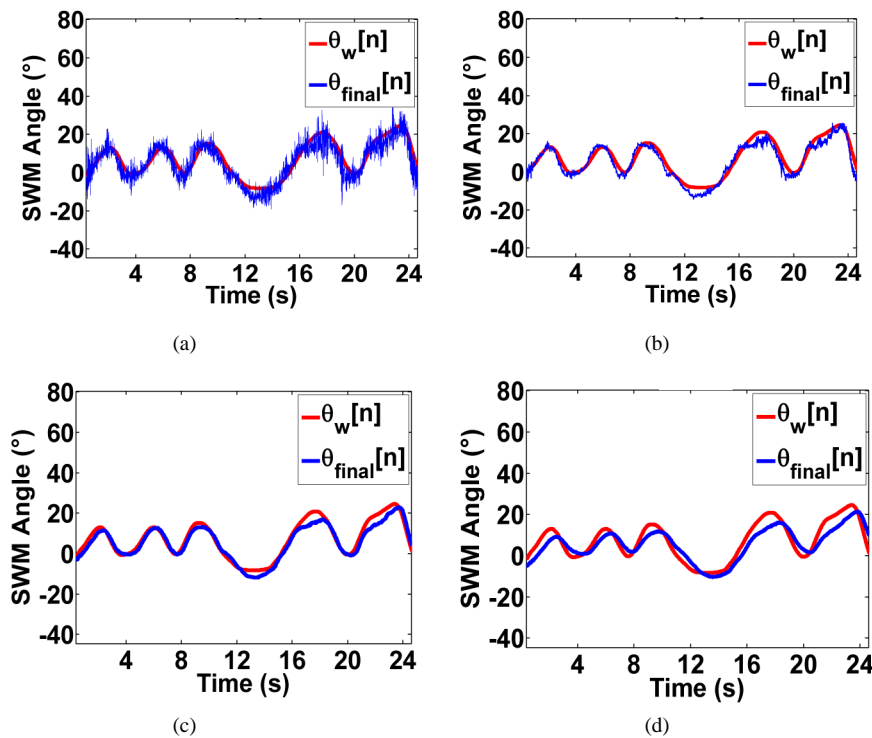 80
60
40
20
0
-20
-40
SWM Angle (°)
θw[n]
θfinal[n]
4 8 12 16 20 24
Time (s)
(a)
80
60
40
20
0
-20
-40
SWM Angle (°)
θw[n]
θfinal[n]
4 8 12 16 20 24
Time (s)
(b)
80
60
40
20
0
-20
-40
SWM Angle (°)
θw[n]
θfinal[n]
4 8 12 16 20 24
Time (s)
(c)
80
60
40
20
0
-20
-40
SWM Angle (°)
θw[n]
θfinal[n]
4 8 12 16 20 24
Time (s)
(d)